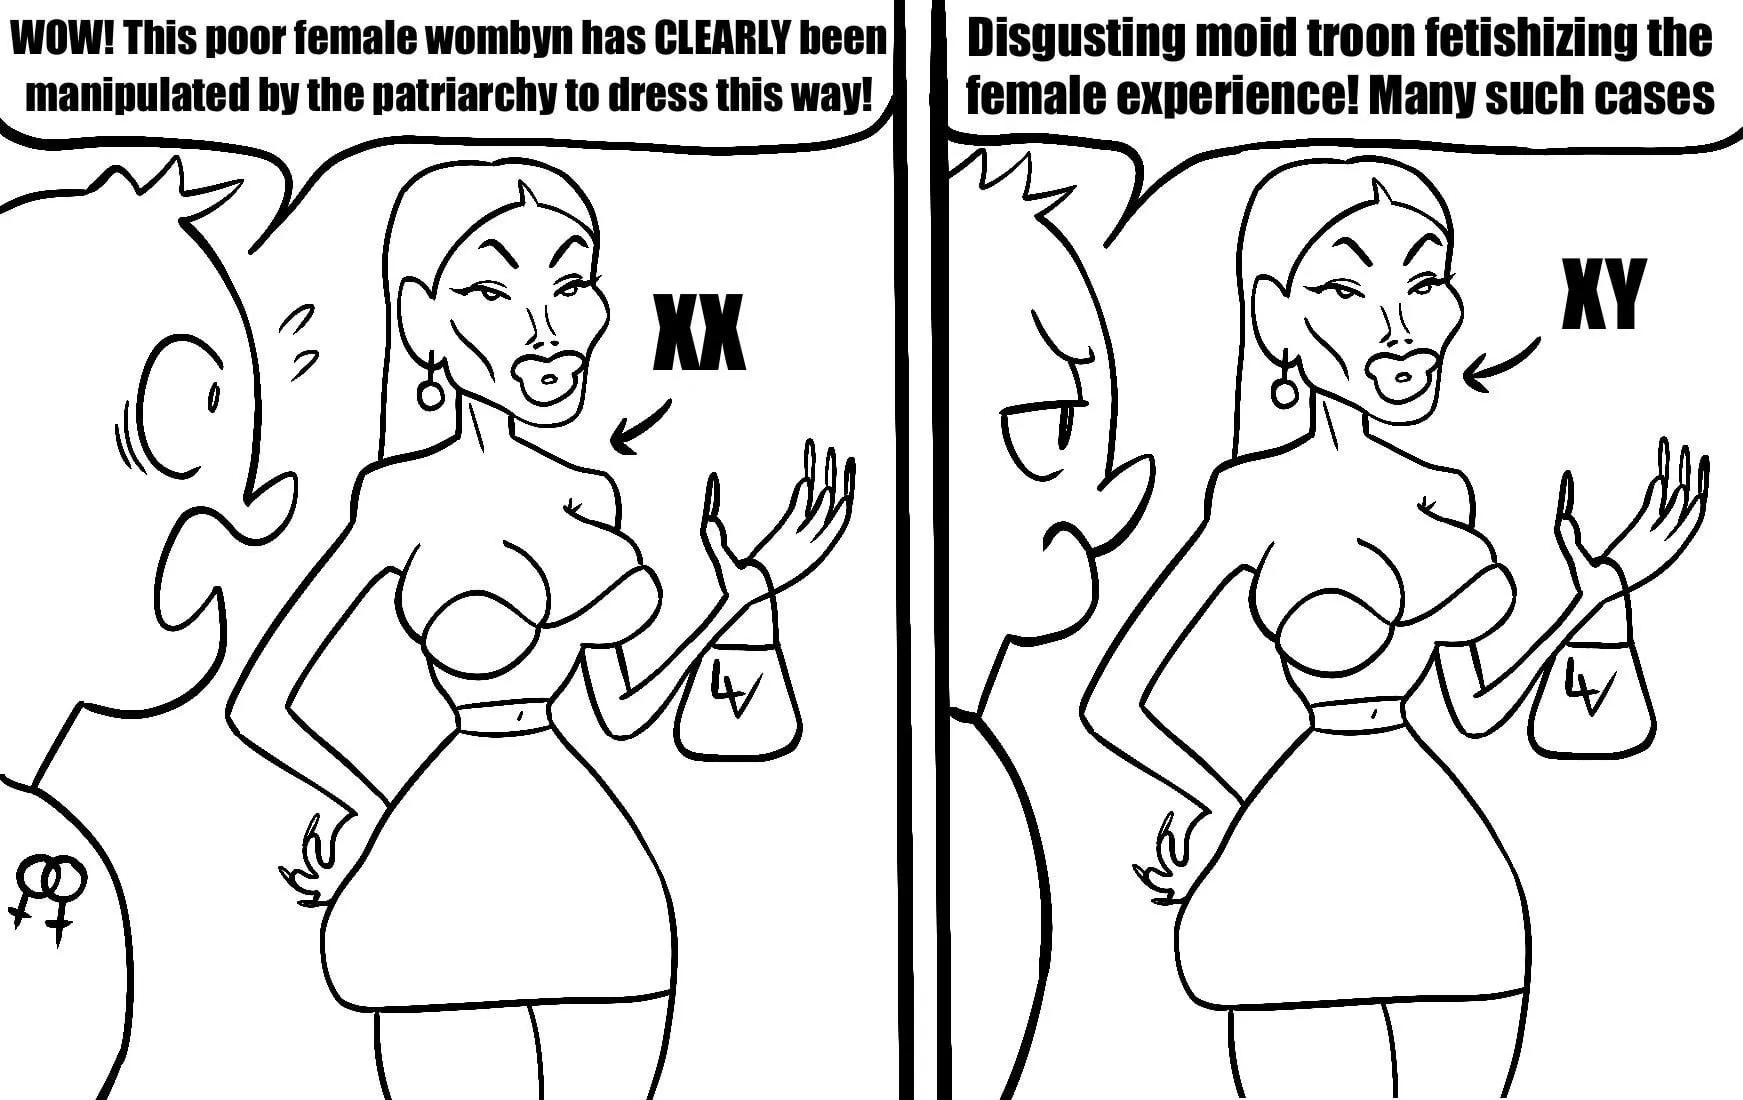 WOW! This poor female wombyn has CLEARLY been
manipulated by the patriarchy to dress this way!
XX
Disgusting moid troon fetishizing the
female experience! Many such cases
XY